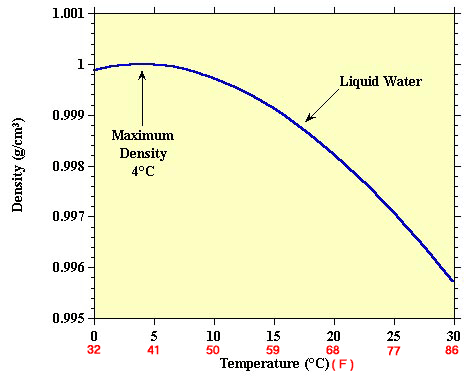 1.001
1
0.999
0.998
0.997
0.996
0.995
Density (g/cm³)
Liquid Water
Maximum
Density
4°C
0 5 10 15 20 25 30
32 41 50 59 68 77 86
Temperature (°C) ( F )